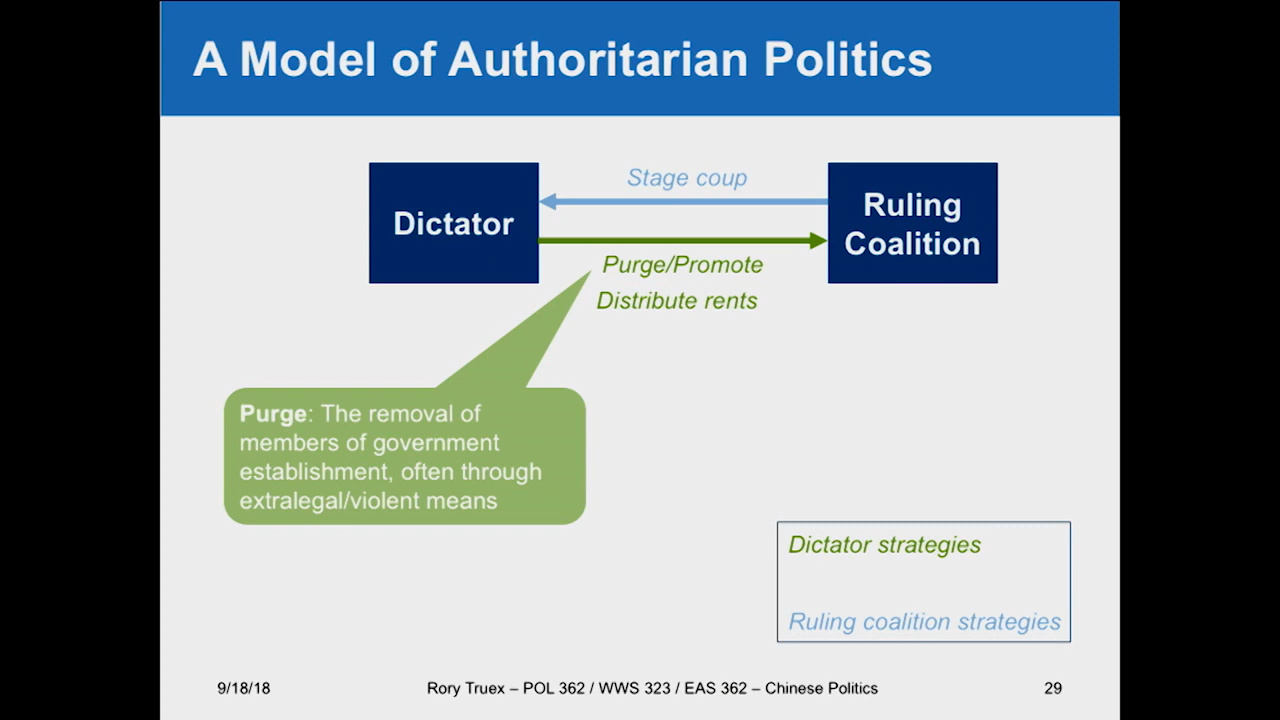 A Model of Authoritarian Politics
Stage coup
Dictator
Ruling
Coalition
Purge/Promote
Distribute rents
Purge: The removal of
members of government
establishment, often through
extralegal/violent means
Dictator strategies
Ruling coalition strategies
9/18/18
Rory Truex – POL 362 / WWS 323 / EAS 362 – Chinese Politics
29